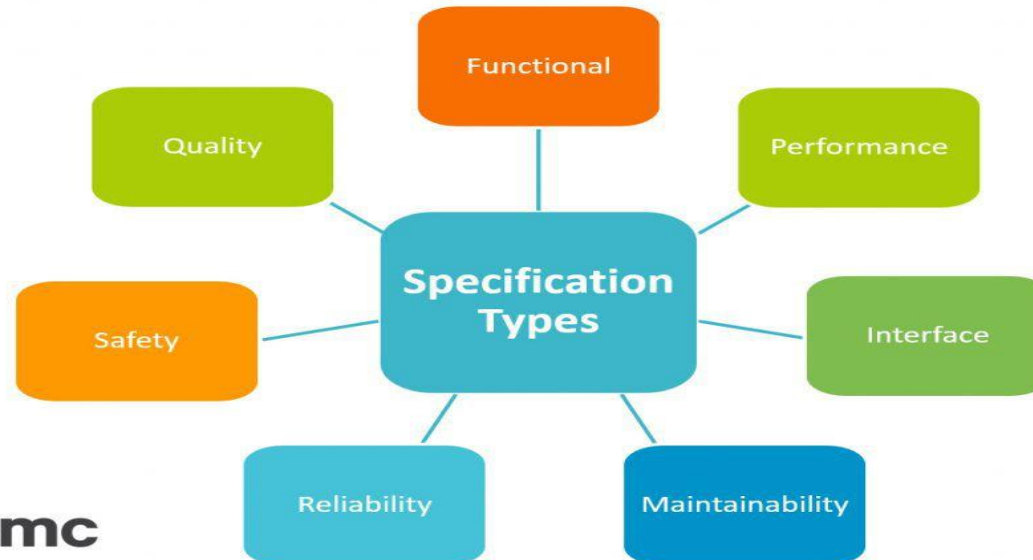 Functional
Quality
Performance
Specification
Types
Safety
Interface
Reliability
Maintainability
mc